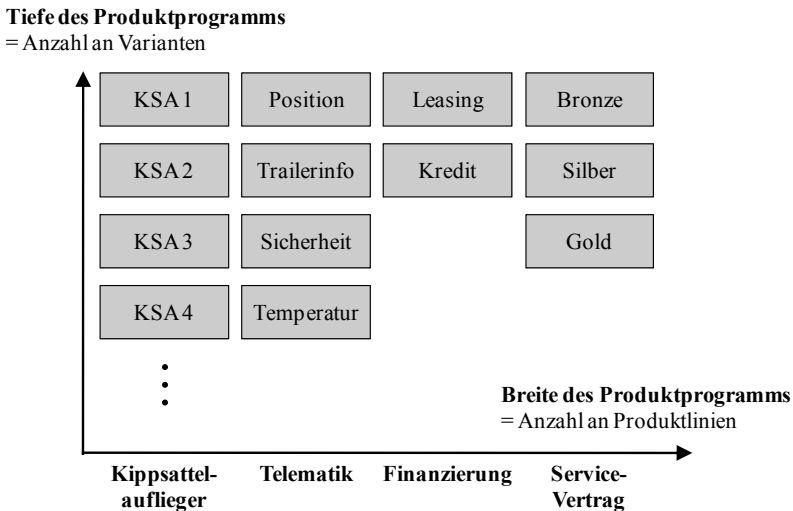 Tiefe des Produktprogramms
= Anzahl an Varianten
KSA 1 Position Leasing Bronze
KSA 2 Trailerinfo Kredit Silber
KSA 3 Sicherheit Gold
KSA 4 Temperatur
Breite des Produktprogramms
= Anzahl an Produktlinien
Kippsattel- Telematik Finanzierung Service-
auflieger Vertrag